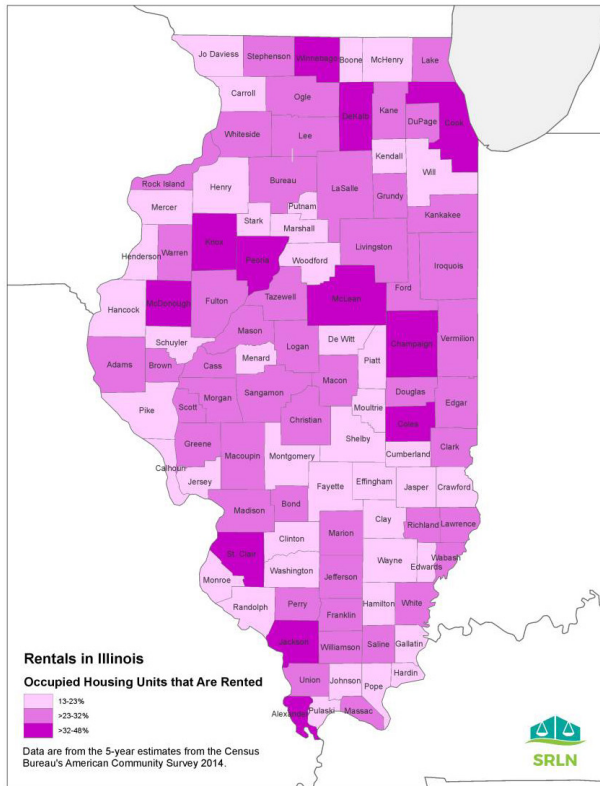 Jo Daviess Stephenson Winnebago Boone McHenry Lake
Carroll Ogle DeKalb Kane Cook
DuPage
Whiteside Lee
Kendall Will
Rock Island Henry Bureau LaSalle Grundy
Mercer Putnam Kankakee
Stark Marshall
Knox Livingston
Henderson Warren Peoria Woodford Iroquois
Ford
Hancock McDonough Fulton Tazewell McLean
Mason
Schuyler Logan De Witt Champaign Vermilion
Adams Brown Cass Menard Piatt
Macon
Morgan Sangamon Douglas Edgar
Pike Scott Christian Moultrie
Coles
Greene Shelby
Macoupin Montgomery Cumberland Clark
Calhoun Jersey Fayette Effingham Jasper Crawford
Madison Bond
Clay
Clinton Marion Richland Lawrence
St. Clair Wayne Wabash
Washington Edwards
Monroe Jefferson
Randolph Perry Hamilton White
Franklin
Jackson Williamson Saline Gallatin
Union Johnson Pope Hardin
Alexander Pulaski Massac
Rentals in Illinois
Occupied Housing Units that Are Rented
13-23%
>23-32%
>32-48%
Data are from the 5-year estimates from the Census
Bureau's American Community Survey 2014.
SRLN